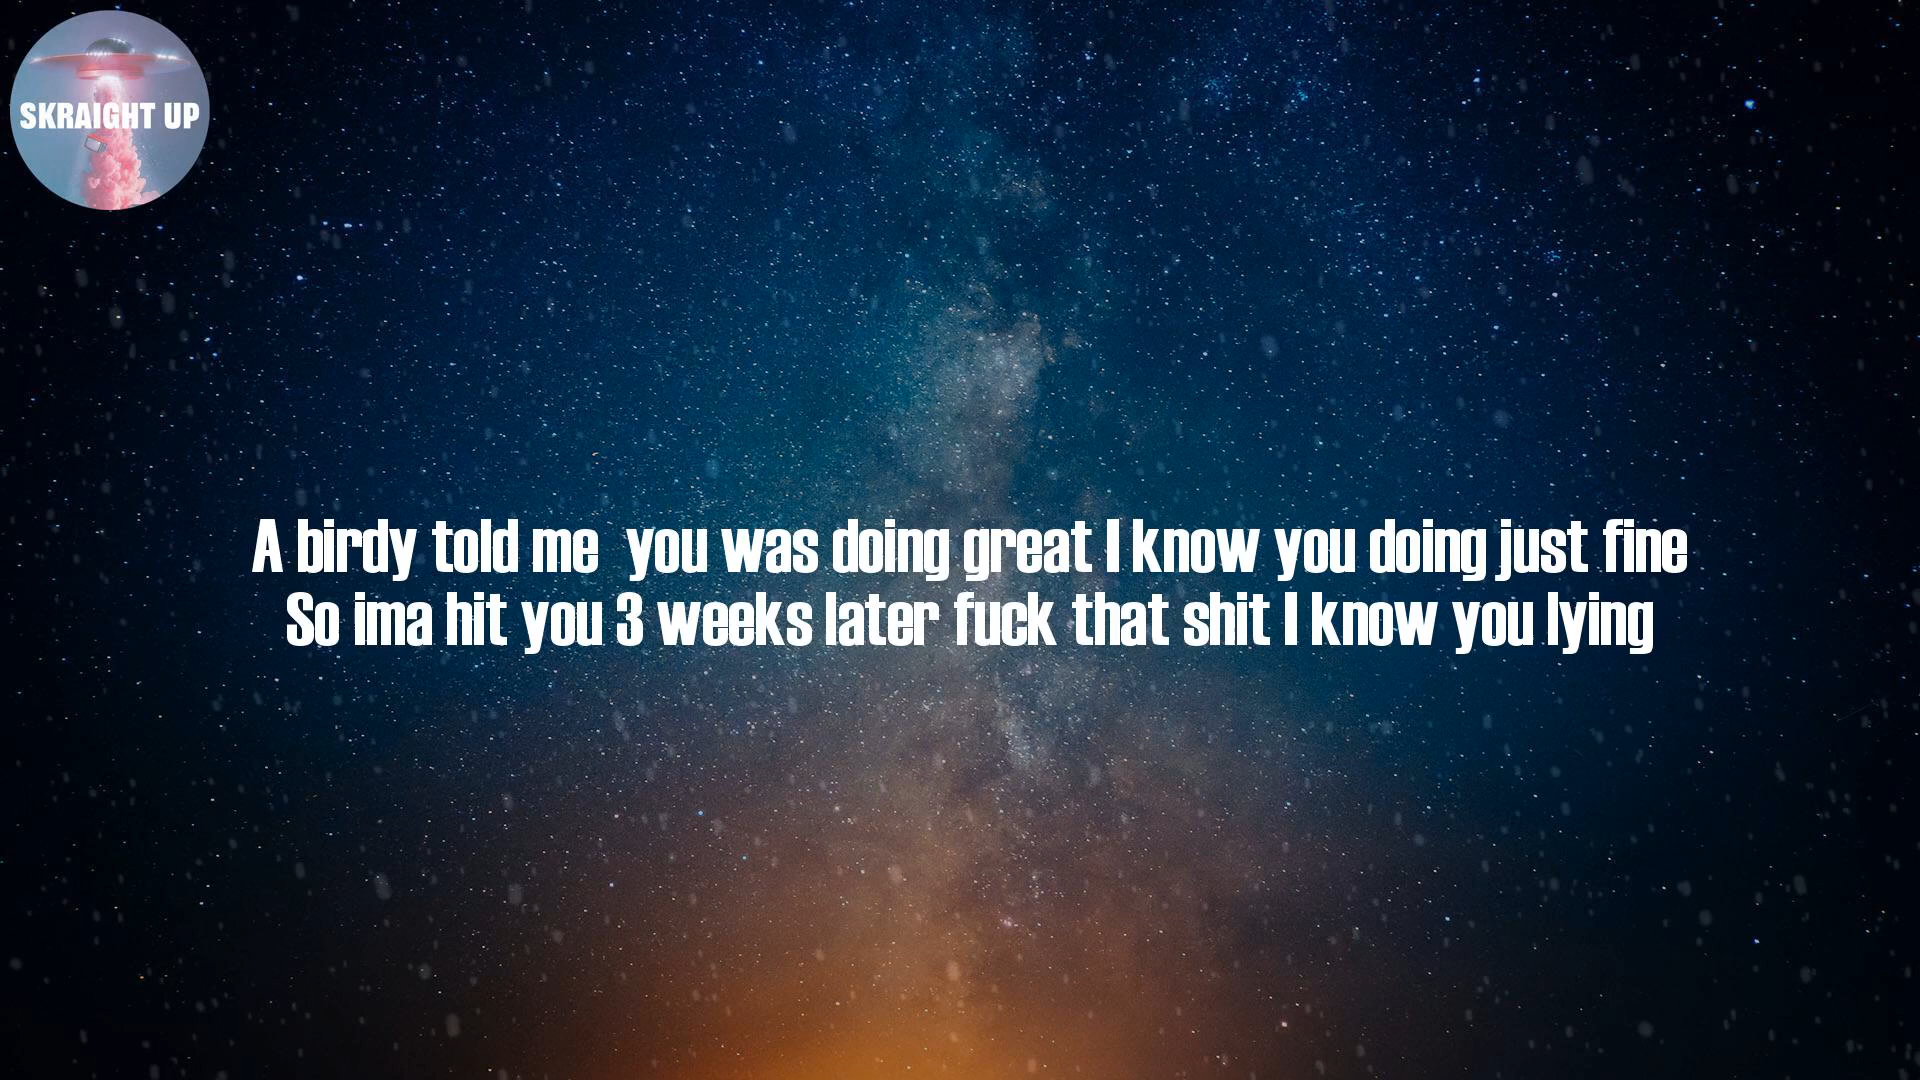 SKRAIGHT UP
A birdy told me  you was doing great I know you doing just fine
So ima hit you 3 weeks later fuck that shit I know you lying